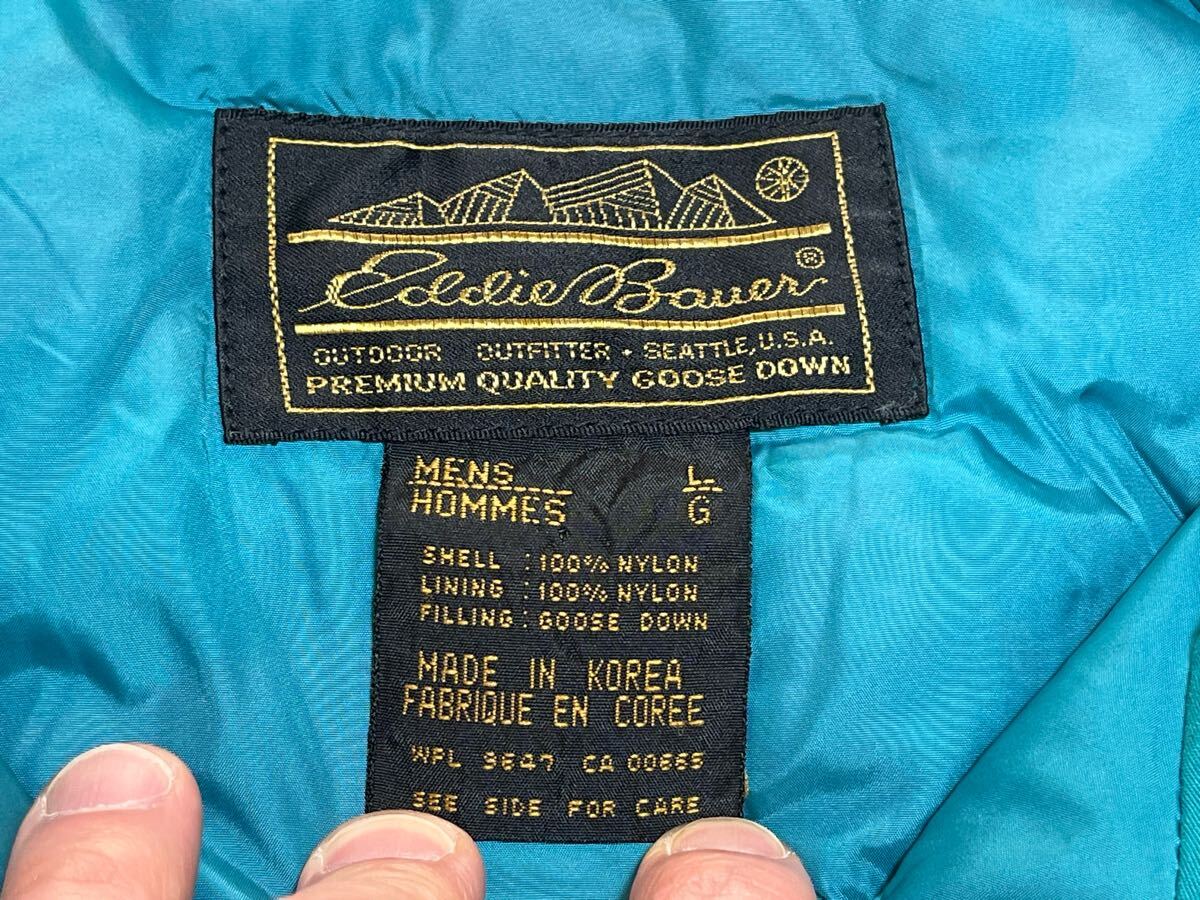 Eddie Bauer®
OUTDOOR OUTFITTER • SEATTLE, U.S.A.
PREMIUM QUALITY GOOSE DOWN
MENS L
HOMMES G
SHELL : 100% NYLON
LINING : 100% NYLON
FILLING : GOOSE DOWN
MADE IN KOREA
FABRIQUE EN COREE
WPL 3647 CA 00665
SEE SIDE FOR CARE